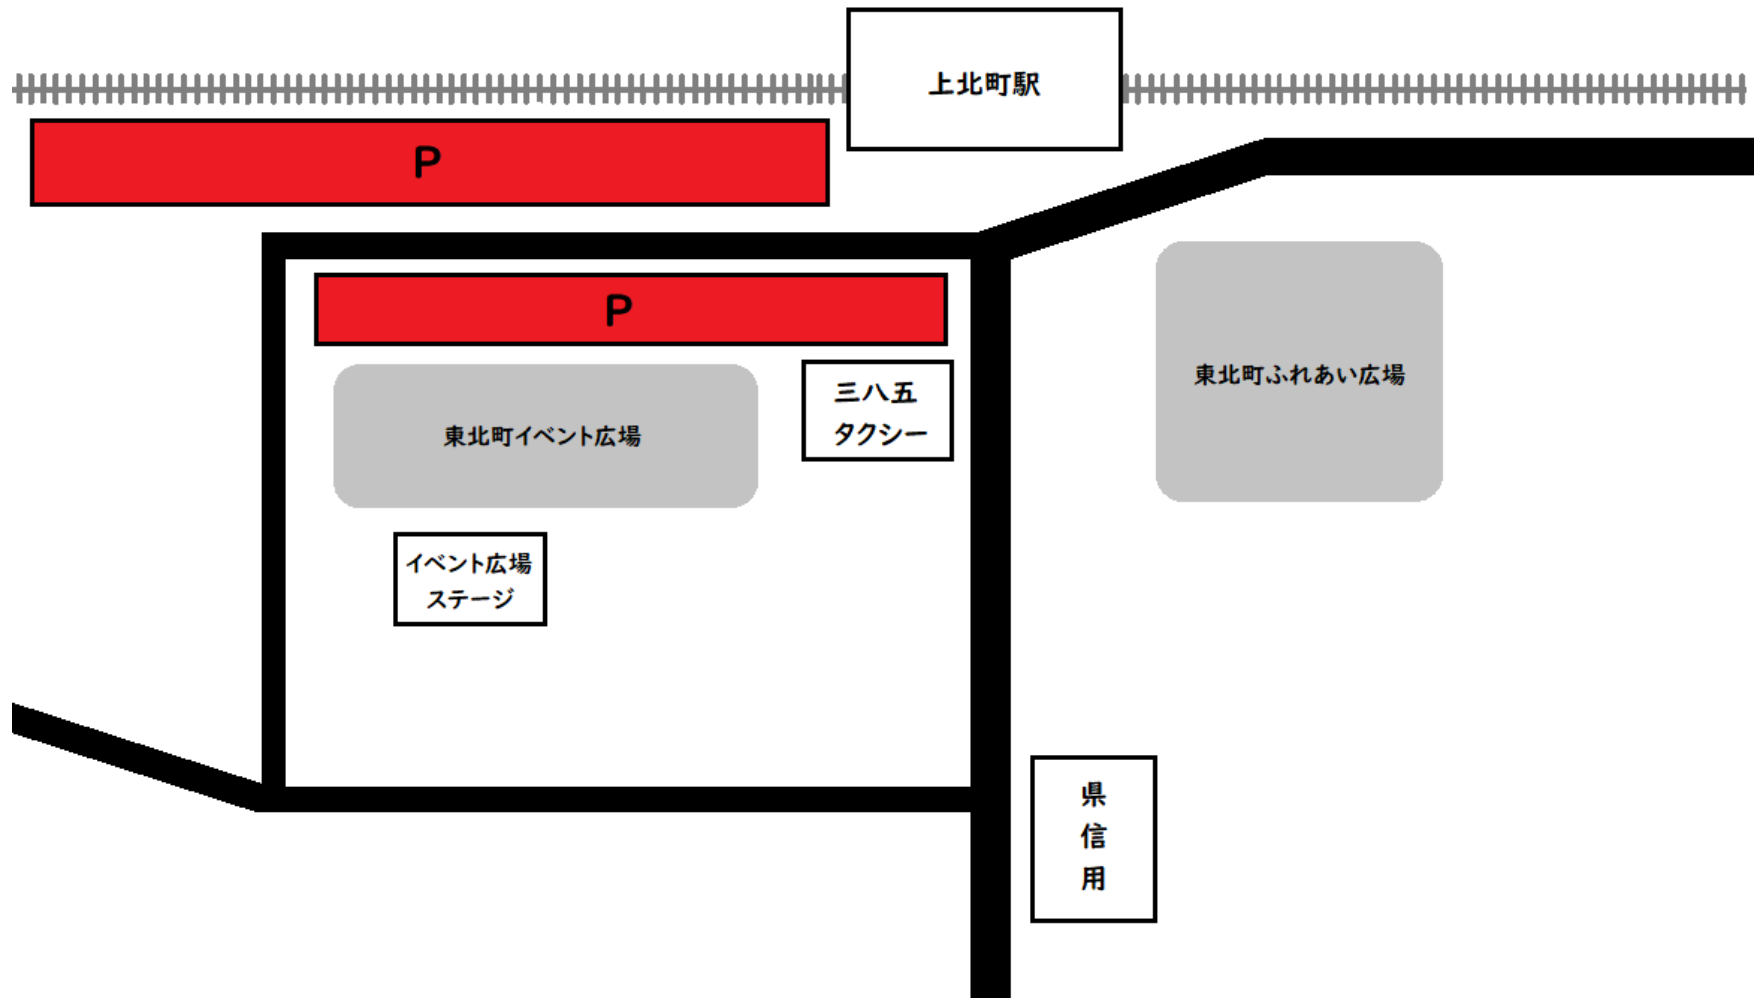 上北町駅
P
P
三八五
タクシー
東北町ふれあい広場
東北町イベント広場
イベント広場
ステージ
県
信
用